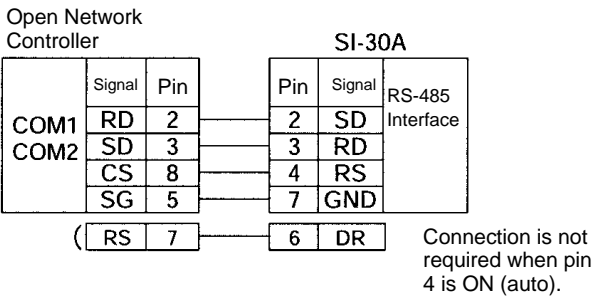 Open Network
Controller
SI-30A
Signal Pin Pin Signal
RS-485
Interface
COM1
COM2
RD 2 2 SD
SD 3 3 RD
CS 8 4 RS
SG 5 7 GND
( RS 7 6 DR
Connection is not
required when pin
4 is ON (auto).